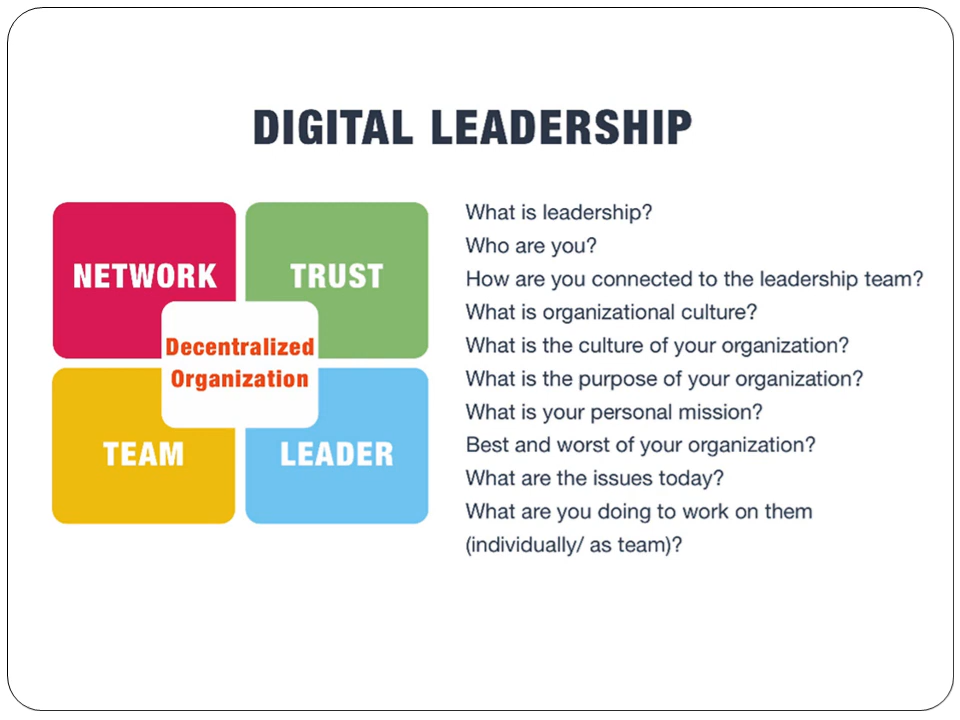 DIGITAL LEADERSHIP
NETWORK
TRUST
Decentralized
Organization
TEAM
LEADER
What is leadership?
Who are you?
How are you connected to the leadership team?
What is organizational culture?
What is the culture of your organization?
What is the purpose of your organization?
What is your personal mission?
Best and worst of your organization?
What are the issues today?
What are you doing to work on them
(individually/ as team)?